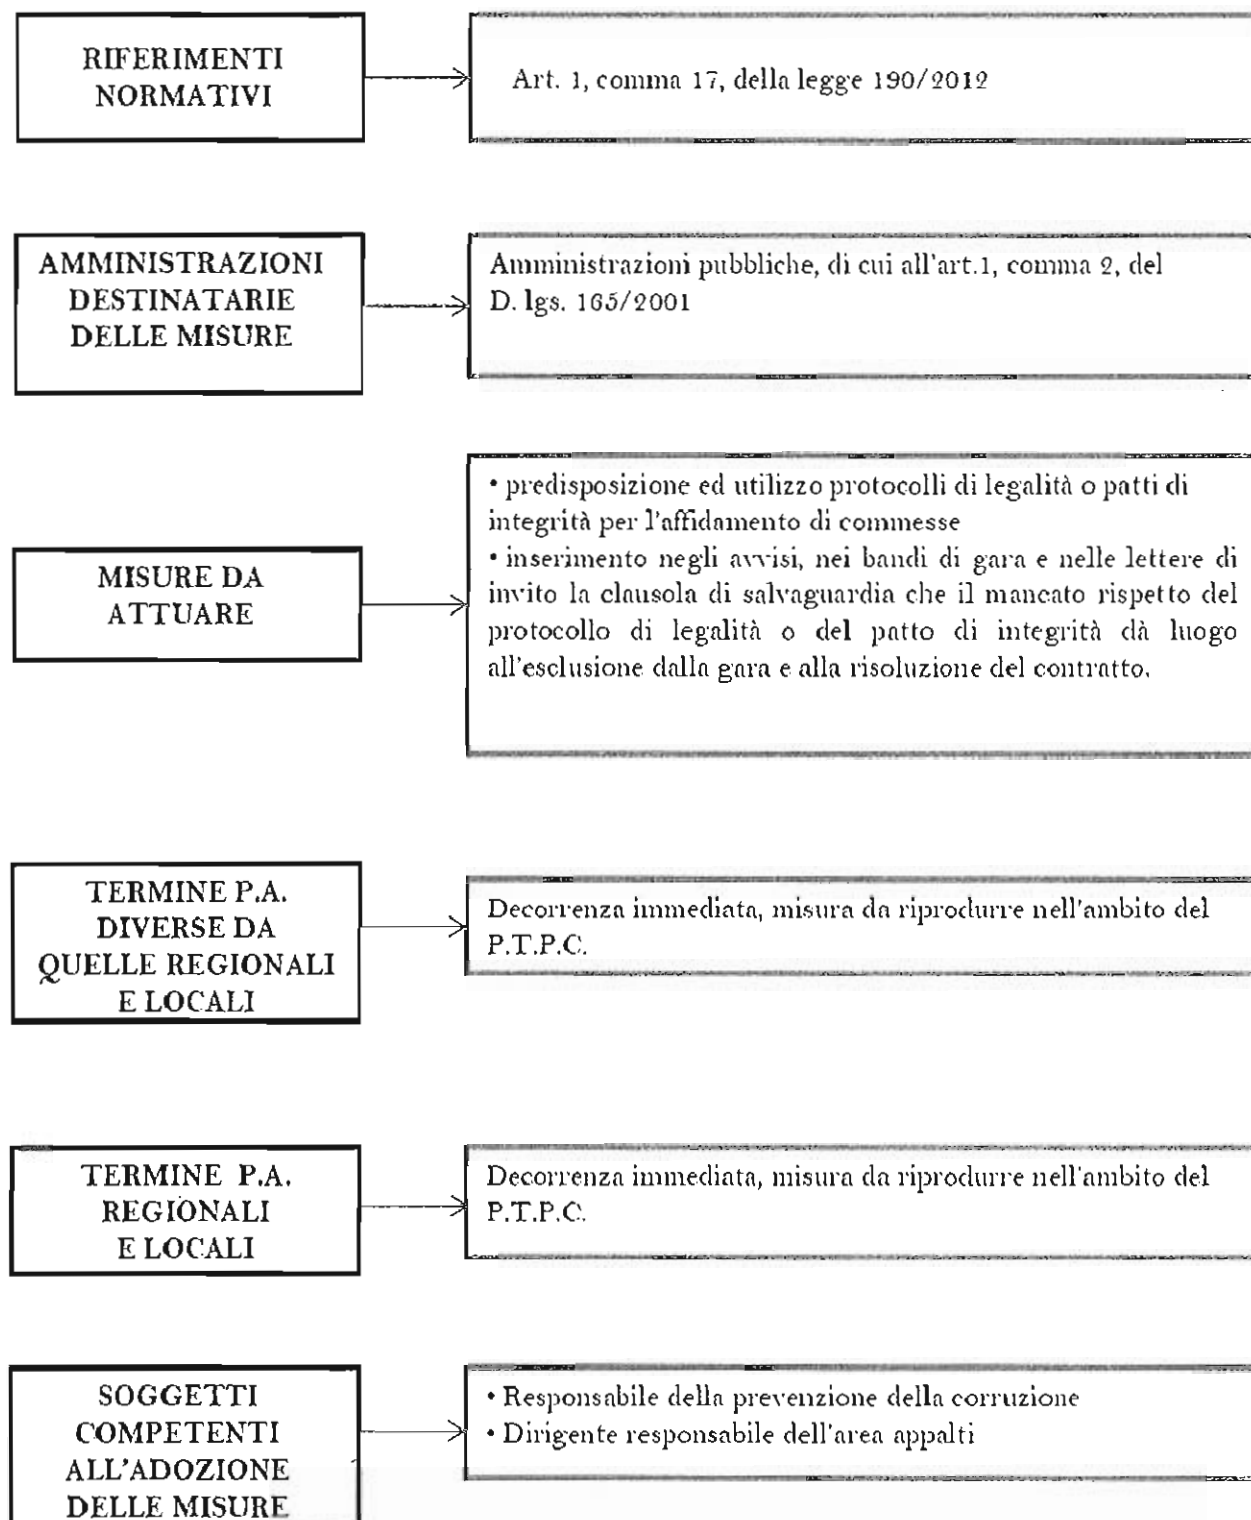 RIFERIMENTI
NORMATIVI
Art. 1, comma 17, della legge 190/2012
AMMINISTRAZIONI
DESTINATARIE
DELLE MISURE
Amministrazioni pubbliche, di cui all'art.1, comma 2, del
D. lgs. 165/2001
MISURE DA
ATTUARE
• predisposizione ed utilizzo protocolli di legalità o patti di
integrità per l'affidamento di commesse
• inserimento negli avvisi, nei bandi di gara e nelle lettere di
invito la clausola di salvaguardia che il mancato rispetto del
protocollo di legalità o del patto di integrità dà luogo
all'esclusione dalla gara e alla risoluzione del contratto.
TERMINE P.A.
DIVERSE DA
QUELLE REGIONALI
E LOCALI
Decorrenza immediata, misura da riprodurre nell'ambito del
P.T.P.C.
TERMINE P.A.
REGIONALI
E LOCALI
Decorrenza immediata, misura da riprodurre nell'ambito del
P.T.P.C.
SOGGETTI
COMPETENTI
ALL'ADOZIONE
DELLE MISURE
• Responsabile della prevenzione della corruzione
• Dirigente responsabile dell'area appalti